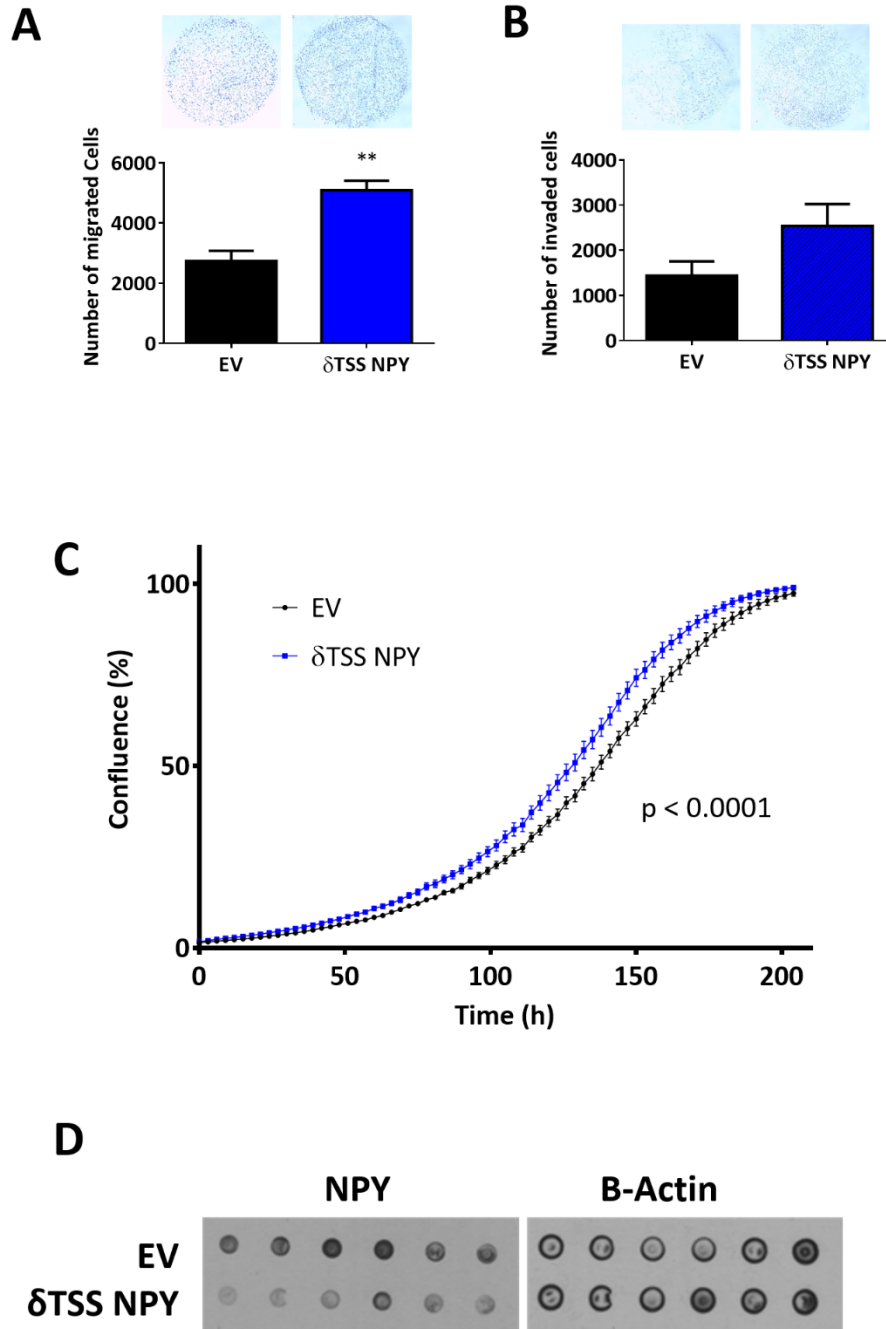 A
Number of migrated Cells
6000
4000
2000
0
**
EV
δTSS NPY
B
Number of invaded cells
4000
3000
2000
1000
0
EV
δTSS NPY
C
Confluence (%)
100
50
0
EV
δTSS NPY
p < 0.0001
0
50
100
150
200
Time (h)
D
NPY
B-Actin
EV
δTSS NPY